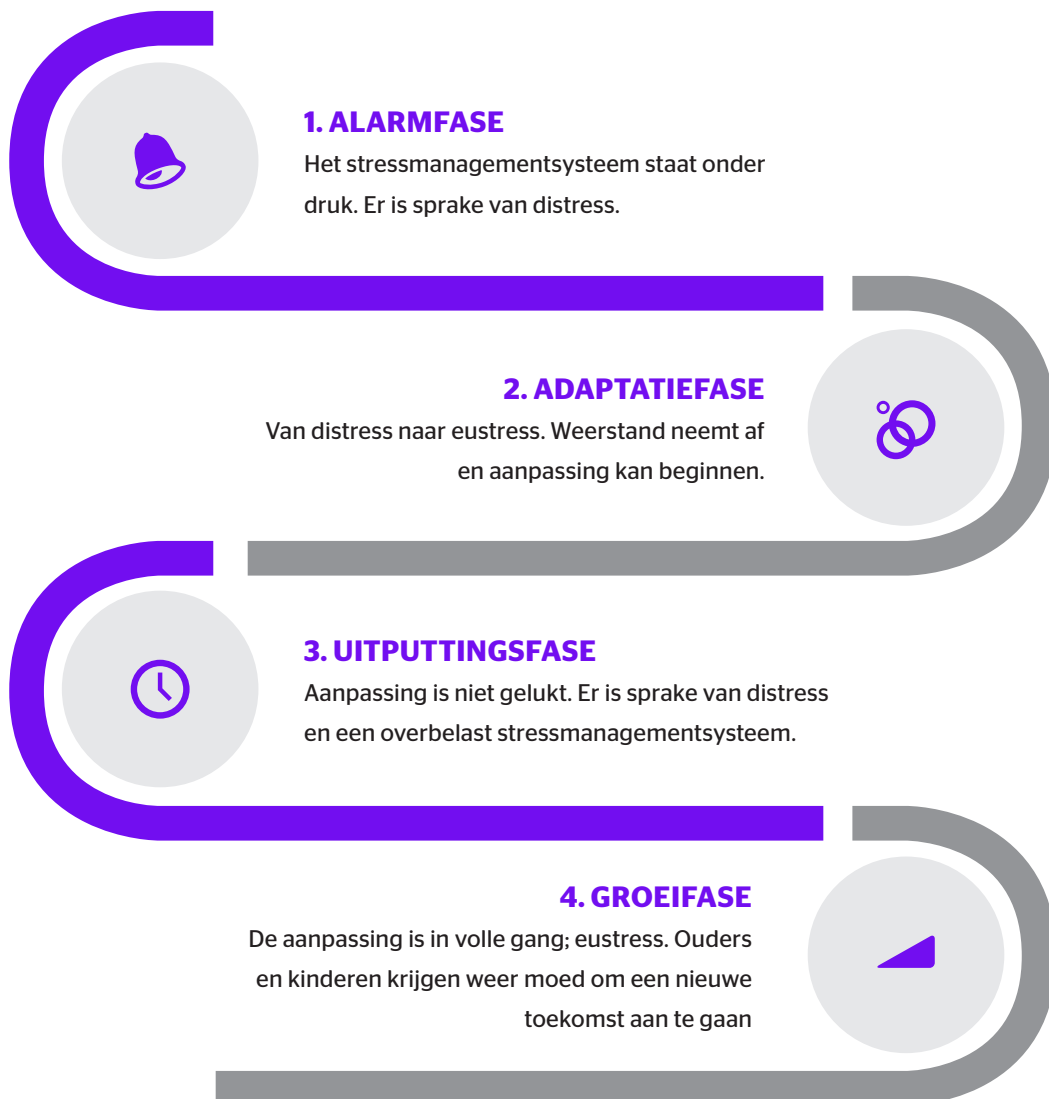 1. ALARMFASE
Het stressmanagementsysteem staat onder
druk. Er is sprake van distress.
2. ADAPTATIEFASE
Van distress naar eustress. Weerstand neemt af
en aanpassing kan beginnen.
3. UITPUTTINGSFASE
Aanpassing is niet gelukt. Er is sprake van distress
en een overbelast stressmanagementsysteem.
4. GROEIFASE
De aanpassing is in volle gang; eustress. Ouders
en kinderen krijgen weer moed om een nieuwe
toekomst aan te gaan